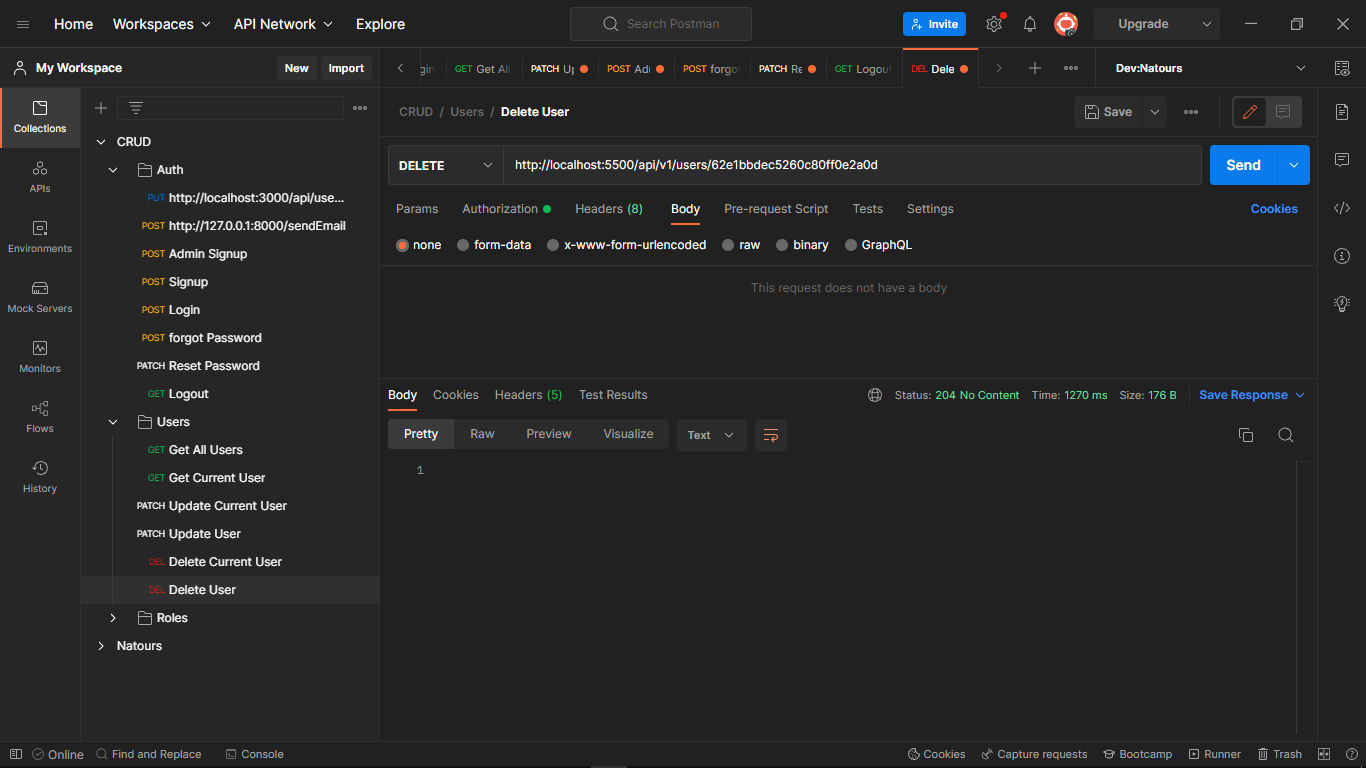 Home Workspaces API Network Explore Search Postman Invite Upgrade
My Workspace New Import
GET Get All PATCH Up POST Adm POST forgot PATCH Re GET Logout DEL Dele Dev:Natours
Collections
APIs
Environments
Mock Servers
Monitors
Flows
History
CRUD
Auth
PUT http://localhost:3000/api/use...
POST http://127.0.0.1:8000/sendEmail
POST Admin Signup
POST Signup
POST Login
POST forgot Password
PATCH Reset Password
GET Logout
Users
GET Get All Users
GET Get Current User
PATCH Update Current User
PATCH Update User
DEL Delete Current User
DEL Delete User
Roles
Natours
CRUD / Users / Delete User Save
DELETE http://localhost:5500/api/v1/users/62e1bbdec5260c80ff0e2a0d Send
Params Authorization Headers (8) Body Pre-request Script Tests Settings Cookies
none form-data x-www-form-urlencoded raw binary GraphQL
This request does not have a body
Body Cookies Headers (5) Test Results Status: 204 No Content Time: 1270 ms Size: 176 B Save Response
Pretty Raw Preview Visualize Text
1
Online Find and Replace Console Cookies Capture requests Bootcamp Runner Trash